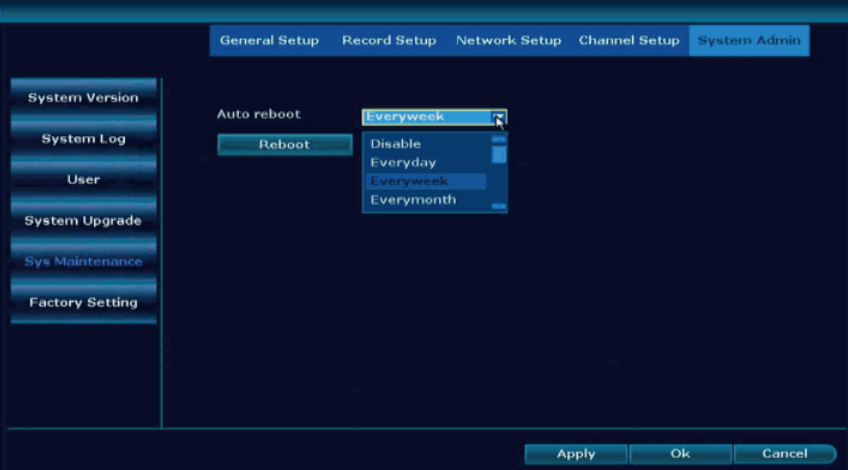 General Setup Record Setup Network Setup Channel Setup System Admin
System Version
System Log
User
System Upgrade
Sys Maintenance
Factory Setting
Auto reboot Everyweek
Reboot
Disable
Everyday
Everyweek
Everymonth
Apply Ok Cancel